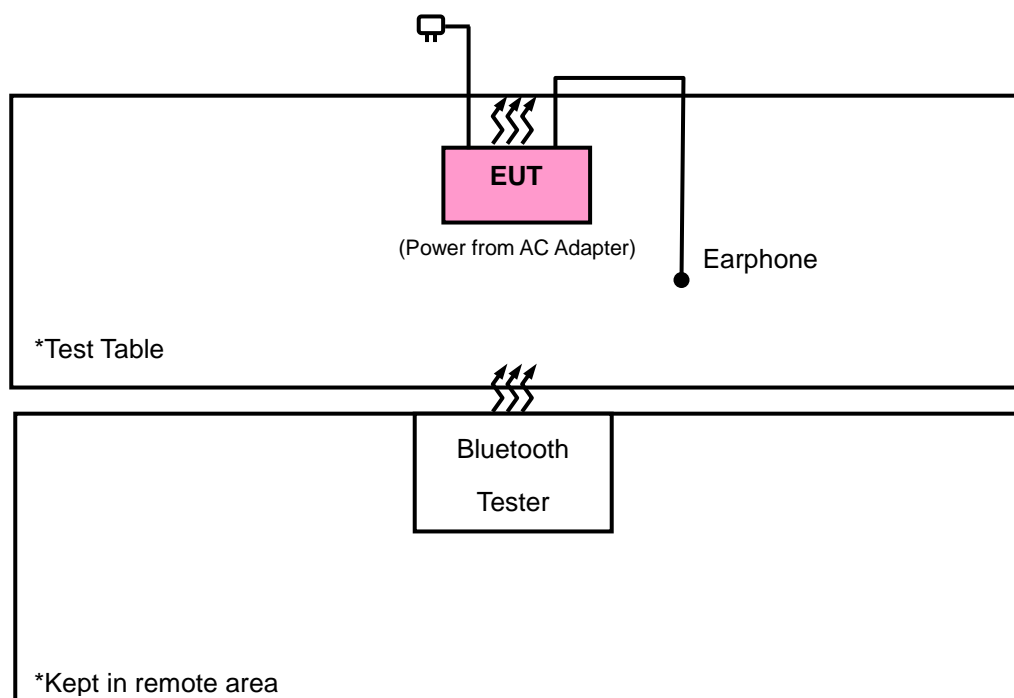 EUT
(Power from AC Adapter)
Earphone
*Test Table
Bluetooth
Tester
*Kept in remote area